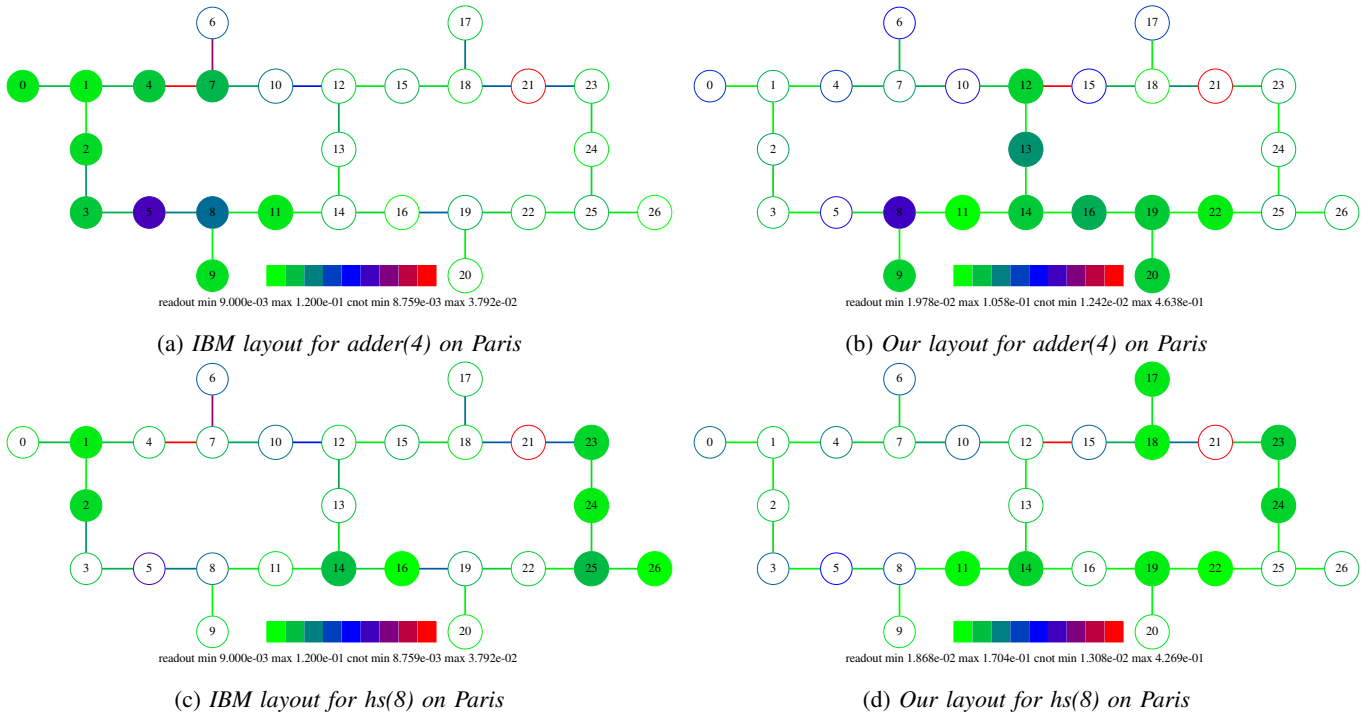 6 17
0 1 4 7 10 12 15 18 21 23
2 13 24
3 5 8 11 14 16 19 22 25 26
9 20
readout min 9.000e-03 max 1.200e-01 cnot min 8.759e-03 max 3.792e-02
(a) IBM layout for adder(4) on Paris
6 17
0 1 4 7 10 12 15 18 21 23
2 13 24
3 5 8 11 14 16 19 22 25 26
9 20
readout min 1.978e-02 max 1.058e-01 cnot min 1.242e-02 max 4.638e-01
(b) Our layout for adder(4) on Paris
6 17
0 1 4 7 10 12 15 18 21 23
2 13 24
3 5 8 11 14 16 19 22 25 26
9 20
readout min 9.000e-03 max 1.200e-01 cnot min 8.759e-03 max 3.792e-02
(c) IBM layout for hs(8) on Paris
6 17
0 1 4 7 10 12 15 18 21 23
2 13 24
3 5 8 11 14 16 19 22 25 26
9 20
readout min 1.868e-02 max 1.704e-01 cnot min 1.308e-02 max 4.269e-01
(d) Our layout for hs(8) on Paris